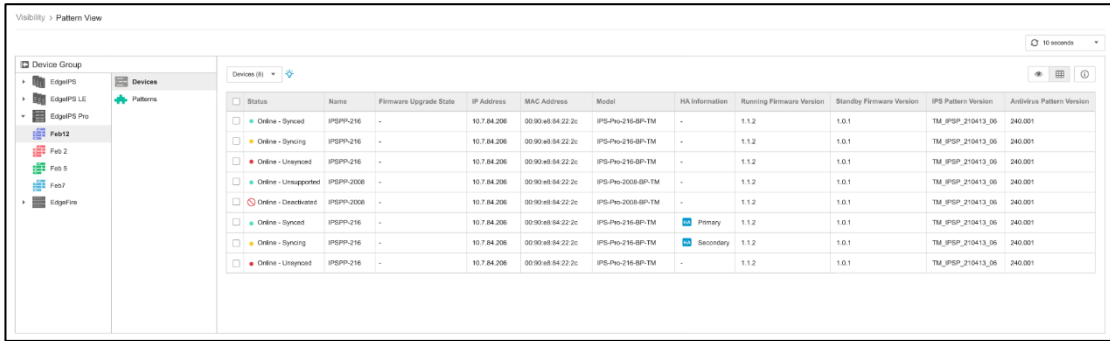 Visibility > Pattern View
10 seconds
Device Group
EdgeIPS
EdgeIPS LE
EdgeIPS Pro
Feb12
Feb 2
Feb 5
Feb7
EdgeFire
Devices
Patterns
Devices (8)
Status Name Firmware Upgrade State IP Address MAC Address Model HA Information Running Firmware Version Standby Firmware Version IPS Pattern Version Antivirus Pattern Version
Online - Synced IPSPP-216 - 10.7.84.206 00:90:e8:84:22:2c IPS-Pro-216-BP-TM - 1.1.2 1.0.1 TM_IPSP_210413_06 240.001
Online - Syncing IPSPP-216 - 10.7.84.206 00:90:e8:84:22:2c IPS-Pro-216-BP-TM - 1.1.2 1.0.1 TM_IPSP_210413_06 240.001
Online - Unsynced IPSPP-216 - 10.7.84.206 00:90:e8:84:22:2c IPS-Pro-216-BP-TM - 1.1.2 1.0.1 TM_IPSP_210413_06 240.001
Online - Unsupported IPSPP-2008 - 10.7.84.206 00:90:e8:84:22:2c IPS-Pro-2008-BP-TM - 1.1.2 1.0.1 TM_IPSP_210413_06 240.001
Online - Deactivated IPSPP-2008 - 10.7.84.206 00:90:e8:84:22:2c IPS-Pro-2008-BP-TM - 1.1.2 1.0.1 TM_IPSP_210413_06 240.001
Online - Synced IPSPP-216 - 10.7.84.206 00:90:e8:84:22:2c IPS-Pro-216-BP-TM HA Primary 1.1.2 1.0.1 TM_IPSP_210413_06 240.001
Online - Syncing IPSPP-216 - 10.7.84.206 00:90:e8:84:22:2c IPS-Pro-216-BP-TM HA Secondary 1.1.2 1.0.1 TM_IPSP_210413_06 240.001
Online - Unsynced IPSPP-216 - 10.7.84.206 00:90:e8:84:22:2c IPS-Pro-216-BP-TM - 1.1.2 1.0.1 TM_IPSP_210413_06 240.001